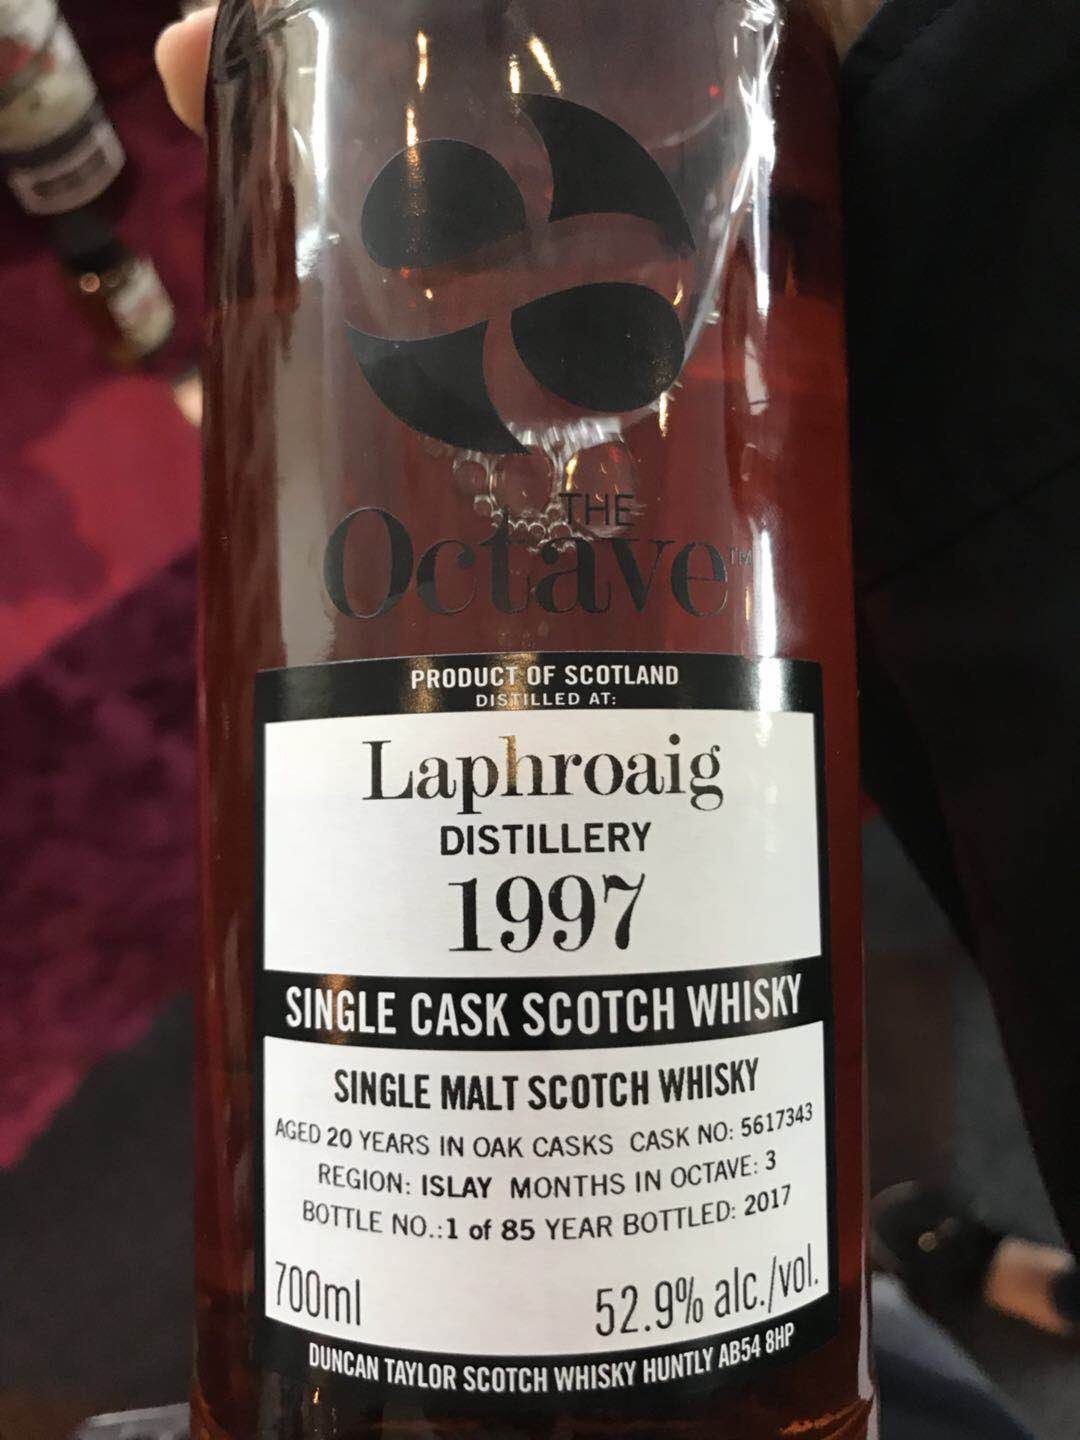 THE
Octave™
PRODUCT OF SCOTLAND
DISTILLED AT:
Laphroaig
DISTILLERY
1997
SINGLE CASK SCOTCH WHISKY
SINGLE MALT SCOTCH WHISKY
AGED 20 YEARS IN OAK CASKS CASK NO: 5617343
REGION: ISLAY MONTHS IN OCTAVE: 3
BOTTLE NO.:1 of 85 YEAR BOTTLED: 2017
700ml 52.9% alc./vol.
DUNCAN TAYLOR SCOTCH WHISKY HUNTLY AB54 8HP